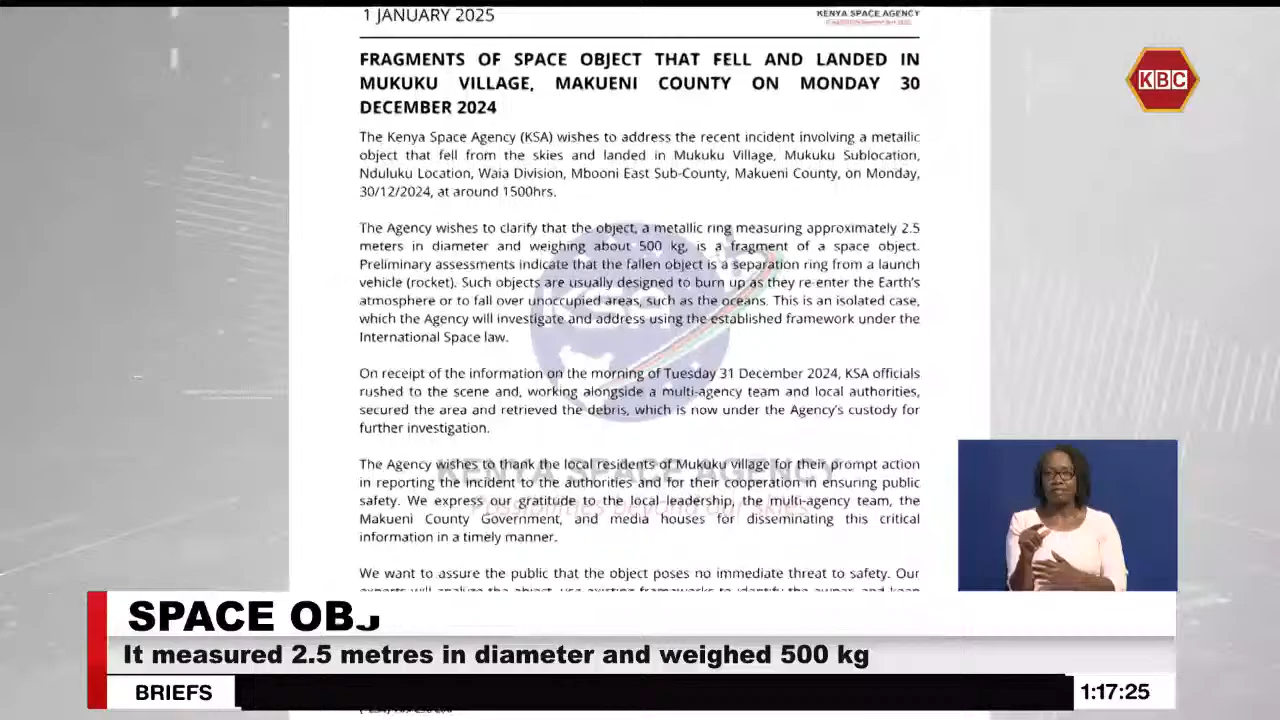 1 JANUARY 2025
KENYA SPACE AGENCY
KBC
FRAGMENTS OF SPACE OBJECT THAT FELL AND LANDED IN
MUKUKU VILLAGE, MAKUENI COUNTY ON MONDAY 30
DECEMBER 2024
The Kenya Space Agency (KSA) wishes to address the recent incident involving a metallic
object that fell from the skies and landed in Mukuku Village, Mukuku Sublocation,
Nduluku Location, Waia Division, Mbooni East Sub-County, Makueni County, on Monday,
30/12/2024, at around 1500hrs.
The Agency wishes to clarify that the object, a metallic ring measuring approximately 2.5
meters in diameter and weighing about 500 kg, is a fragment of a space object.
Preliminary assessments indicate that the fallen object is a separation ring from a launch
vehicle (rocket). Such objects are usually designed to burn up as they re-enter the Earth's
atmosphere or to fall over unoccupied areas, such as the oceans. This is an isolated case,
which the Agency will investigate and address using the established framework under the
International Space law.
On receipt of the information on the morning of Tuesday 31 December 2024, KSA officials
rushed to the scene and, working alongside a multi-agency team and local authorities,
secured the area and retrieved the debris, which is now under the Agency's custody for
further investigation.
The Agency wishes to thank the local residents of Mukuku village for their prompt action
in reporting the incident to the authorities and for their cooperation in ensuring public
safety. We express our gratitude to the local leadership, the multi-agency team, the
Makueni County Government, and media houses for disseminating this critical
information in a timely manner.
KENYA SPACE AGENCY
Possibilities beyond our skies
We want to assure the public that the object poses no immediate threat to safety. Our
SPACE OBJ
It measured 2.5 metres in diameter and weighed 500 kg
BRIEFS
1:17:25